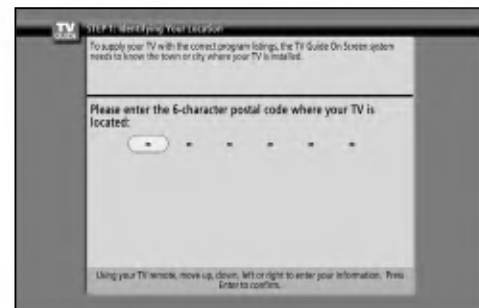 TV
GUIDE
STEP 1: Identifying Your Location
To supply your TV with the correct program listings, the TV Guide On Screen system
needs to know the town or city where your TV is installed.
Please enter the 6-character postal code where your TV is
located:
- - - - - -
Using your TV remote, move up, down, left or right to enter your information. Press
Enter to confirm.